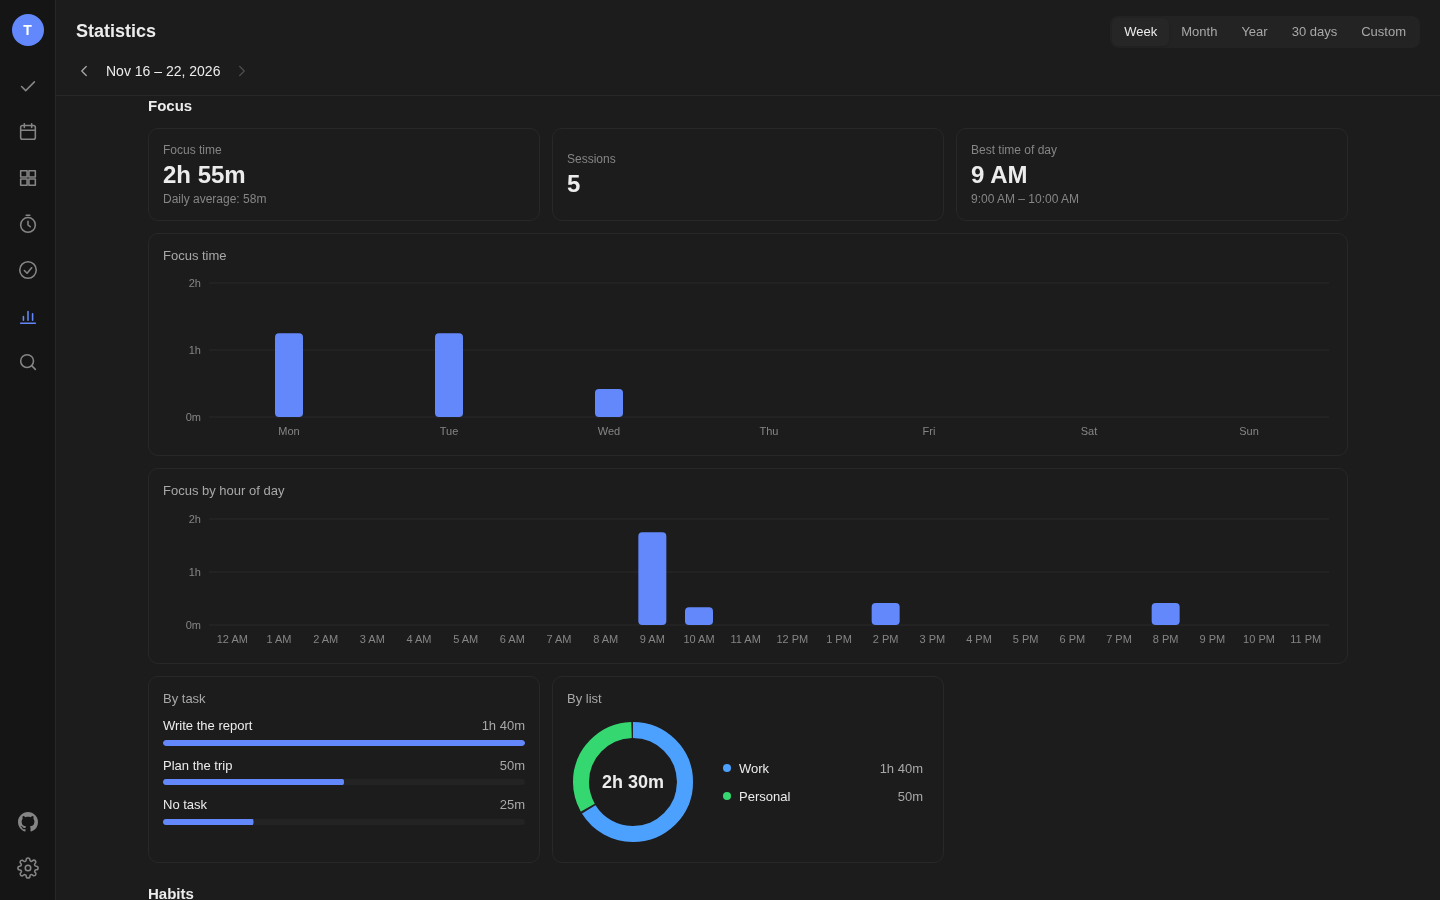 T
Statistics
Week Month Year 30 days Custom
Nov 16 – 22, 2026
Focus
Focus time
2h 55m
Daily average: 58m
Sessions
5
Best time of day
9 AM
9:00 AM – 10:00 AM
Focus time
2h
1h
0m
Mon Tue Wed Thu Fri Sat Sun
Focus by hour of day
2h
1h
0m
12 AM 1 AM 2 AM 3 AM 4 AM 5 AM 6 AM 7 AM 8 AM 9 AM 10 AM 11 AM 12 PM 1 PM 2 PM 3 PM 4 PM 5 PM 6 PM 7 PM 8 PM 9 PM 10 PM 11 PM
By task
Write the report 1h 40m
Plan the trip 50m
No task 25m
By list
2h 30m
Work 1h 40m
Personal 50m
Habits